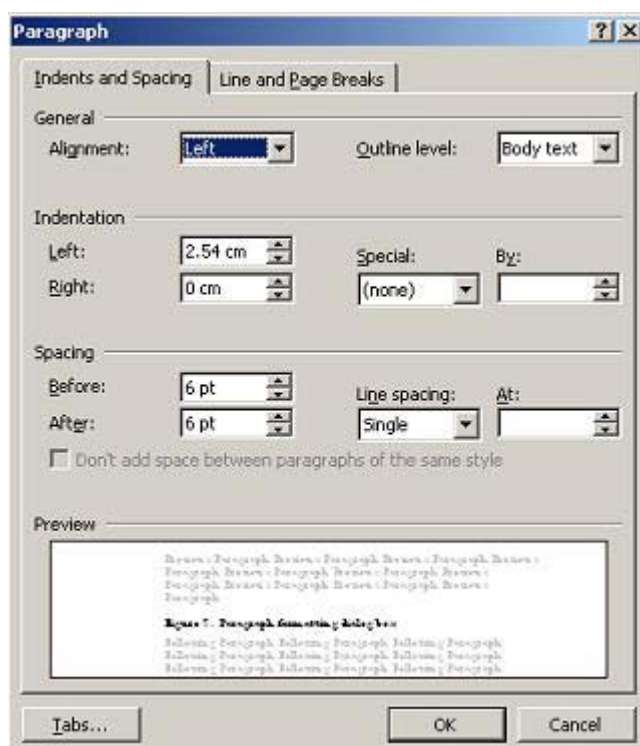 Paragraph
Indents and Spacing Line and Page Breaks
General
Alignment: Left Outline level: Body text
Indentation
Left: 2.54 cm Special: By:
Right: 0 cm (none)
Spacing
Before: 6 pt Line spacing: At:
After: 6 pt Single
Don't add space between paragraphs of the same style
Preview
Paragraph formatting dialog box
Tabs... OK Cancel